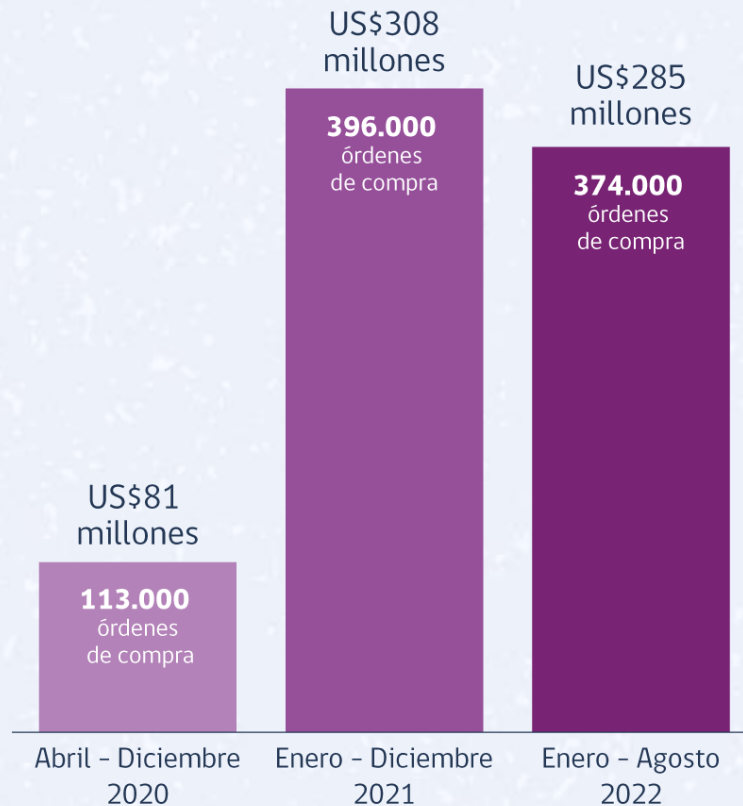 US$81
millones
113.000
órdenes
de compra
Abril – Diciembre
2020
US$308
millones
396.000
órdenes
de compra
Enero – Diciembre
2021
US$285
millones
374.000
órdenes
de compra
Enero – Agosto
2022